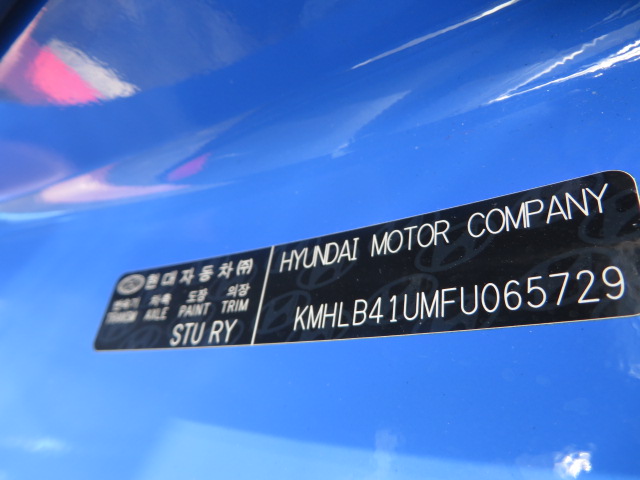 현대자동차㈜
변속기 차축 도장 의장
TRANSM AXLE PAINT TRIM
STU RY
HYUNDAI MOTOR COMPANY
KMHLB41UMFU065729